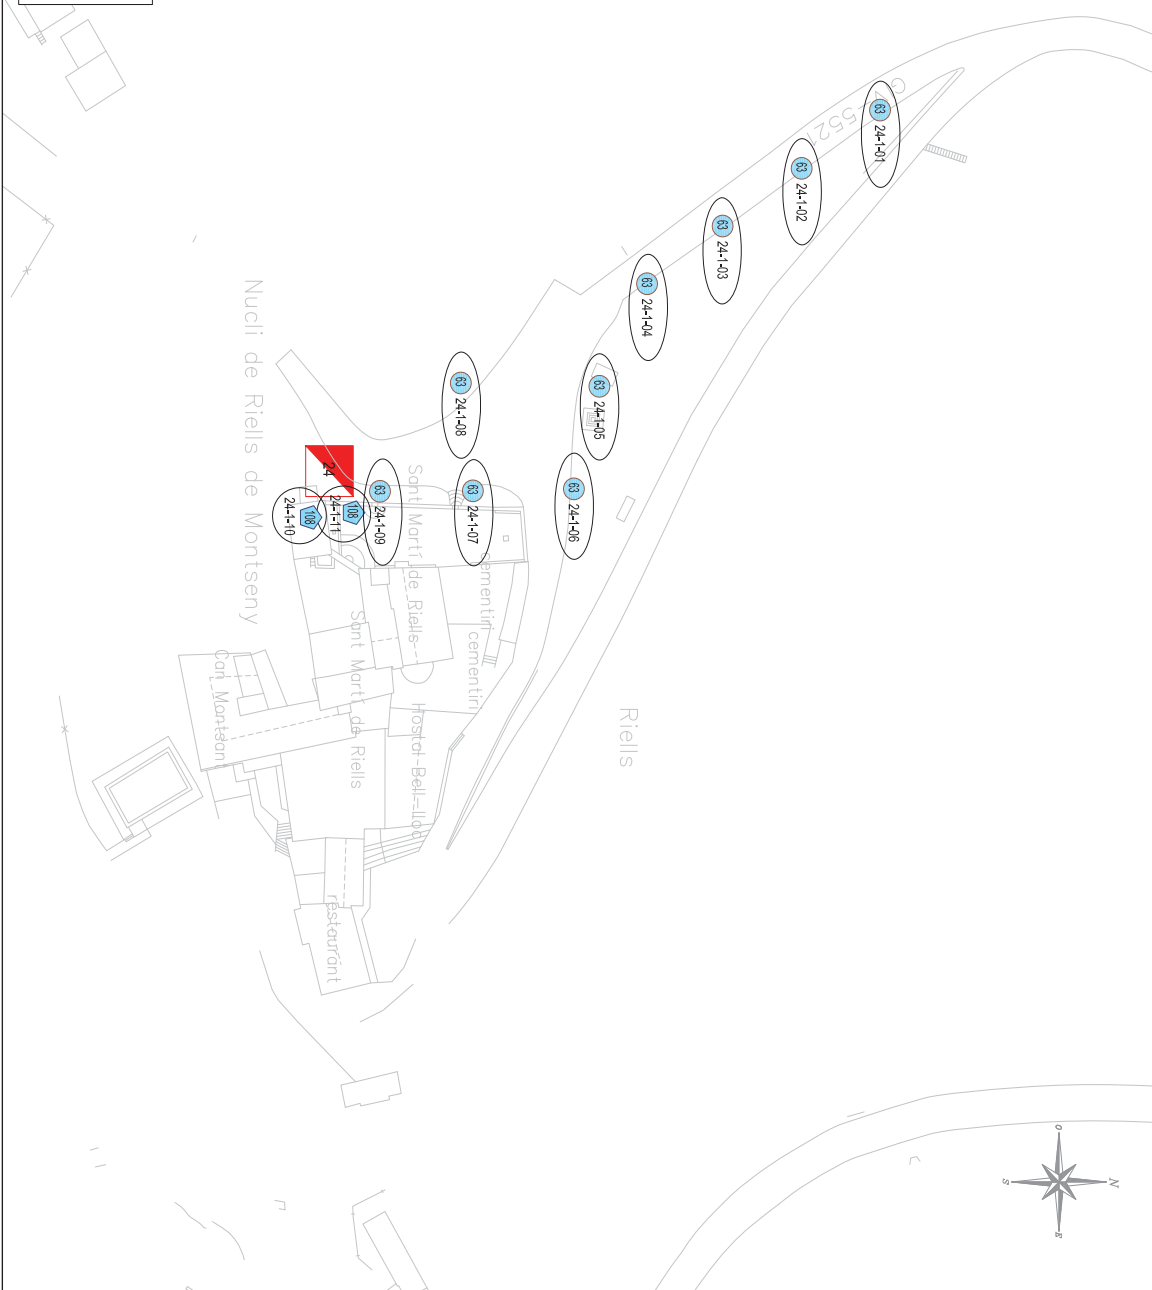 63 24-1-01
63 24-1-02
63 24-1-03
63 24-1-04
63 24-1-05
63 24-1-06
63 24-1-07
63 24-1-08
63 24-1-09
108 24-1-10
108 24-1-11
24
Nucli de Riells de Montseny
Sant Martí de Riells
cementiri
cementiri
Sant Martí de Riells
Hostal Bell-lloc
Can Montsant
restaurant
Riells
N
S
E
O